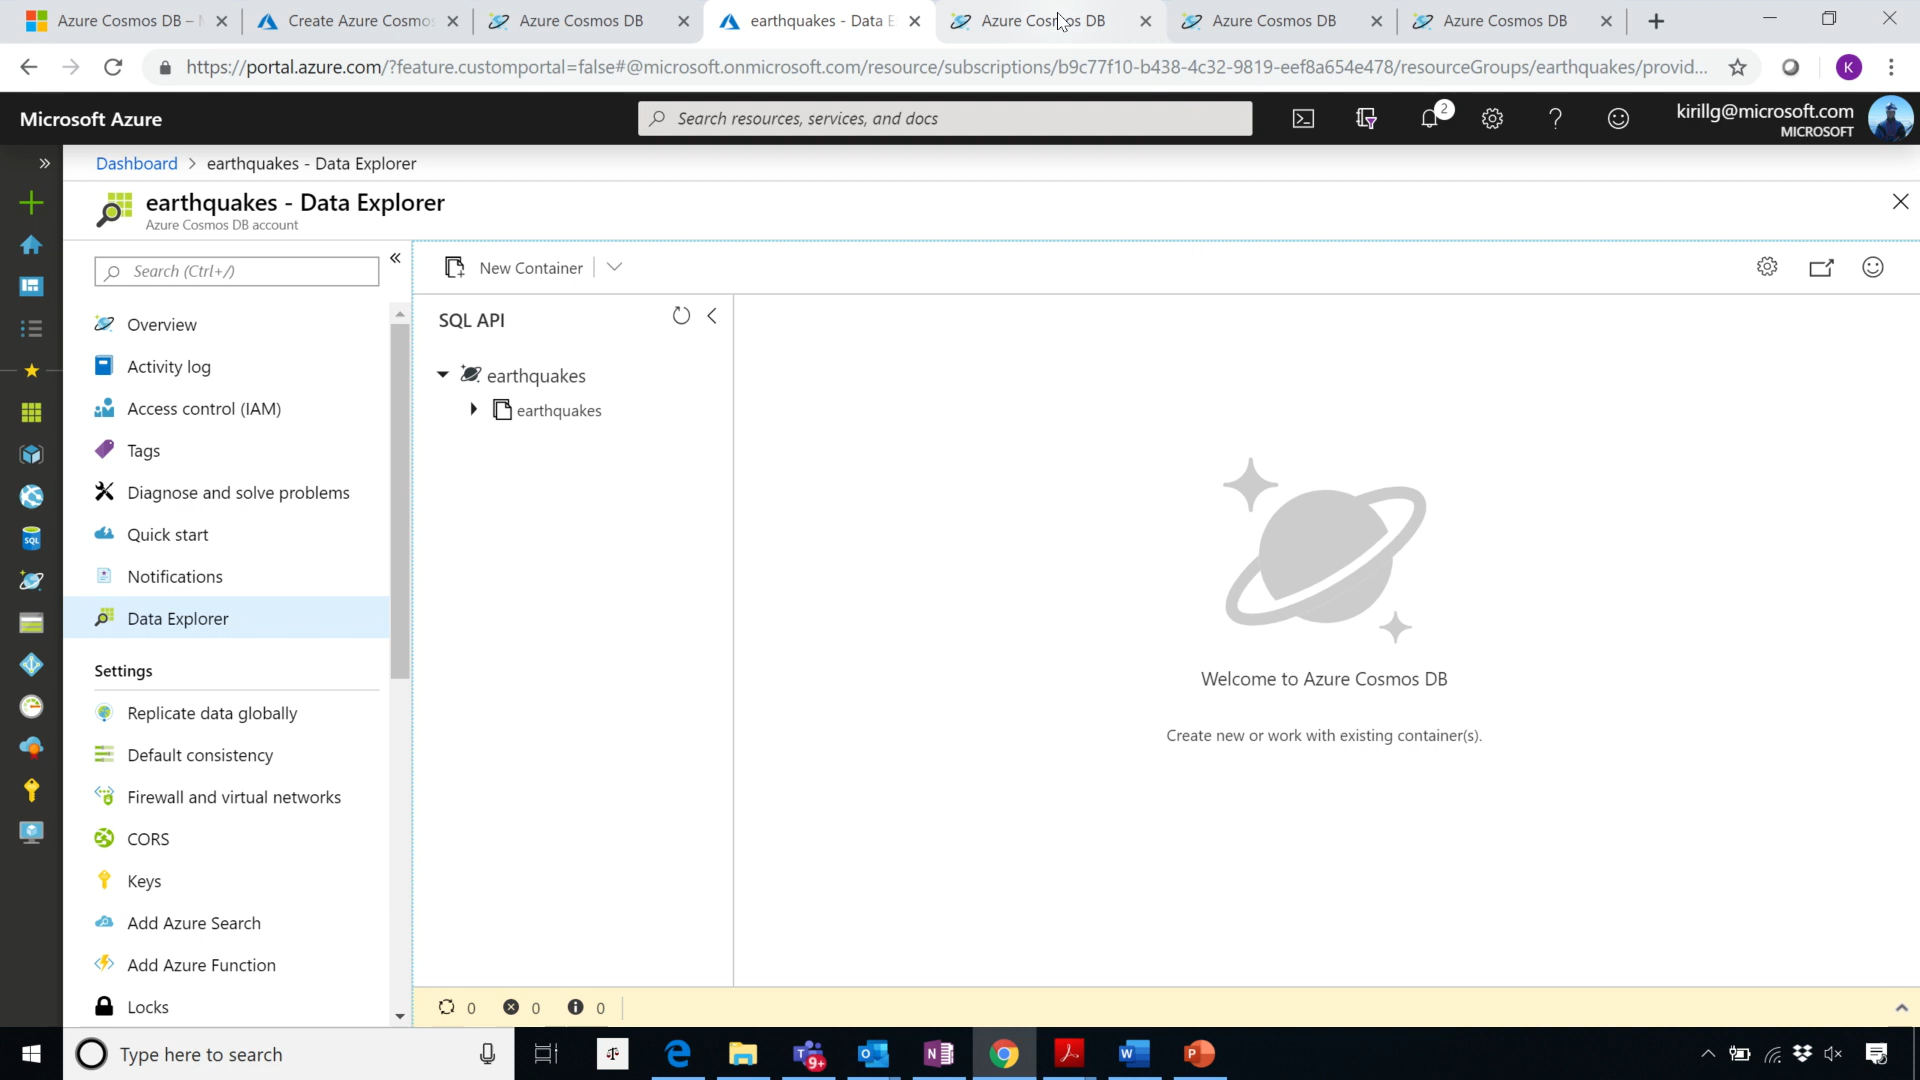 Azure Cosmos DB –
Create Azure Cosmos
Azure Cosmos DB
earthquakes - Data E
Azure Cosmos DB
Azure Cosmos DB
Azure Cosmos DB
https://portal.azure.com/?feature.customportal=false#@microsoft.onmicrosoft.com/resource/subscriptions/b9c77f10-b438-4c32-9819-eef8a654e478/resourceGroups/earthquakes/provid...
K
Microsoft Azure
Search resources, services, and docs
2
kirillg@microsoft.com
MICROSOFT
Dashboard > earthquakes - Data Explorer
earthquakes - Data Explorer
Azure Cosmos DB account
Search (Ctrl+/)
New Container
Overview
Activity log
Access control (IAM)
Tags
Diagnose and solve problems
Quick start
Notifications
Data Explorer
Settings
Replicate data globally
Default consistency
Firewall and virtual networks
CORS
Keys
Add Azure Search
Add Azure Function
Locks
SQL API
earthquakes
earthquakes
Welcome to Azure Cosmos DB
Create new or work with existing container(s).
0 0 0
SQL
Type here to search
9+